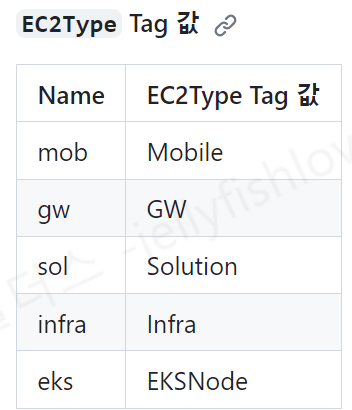 EC2Type Tag 값
Name EC2Type Tag 값
mob Mobile
gw GW
sol Solution
infra Infra
eks EKSNode